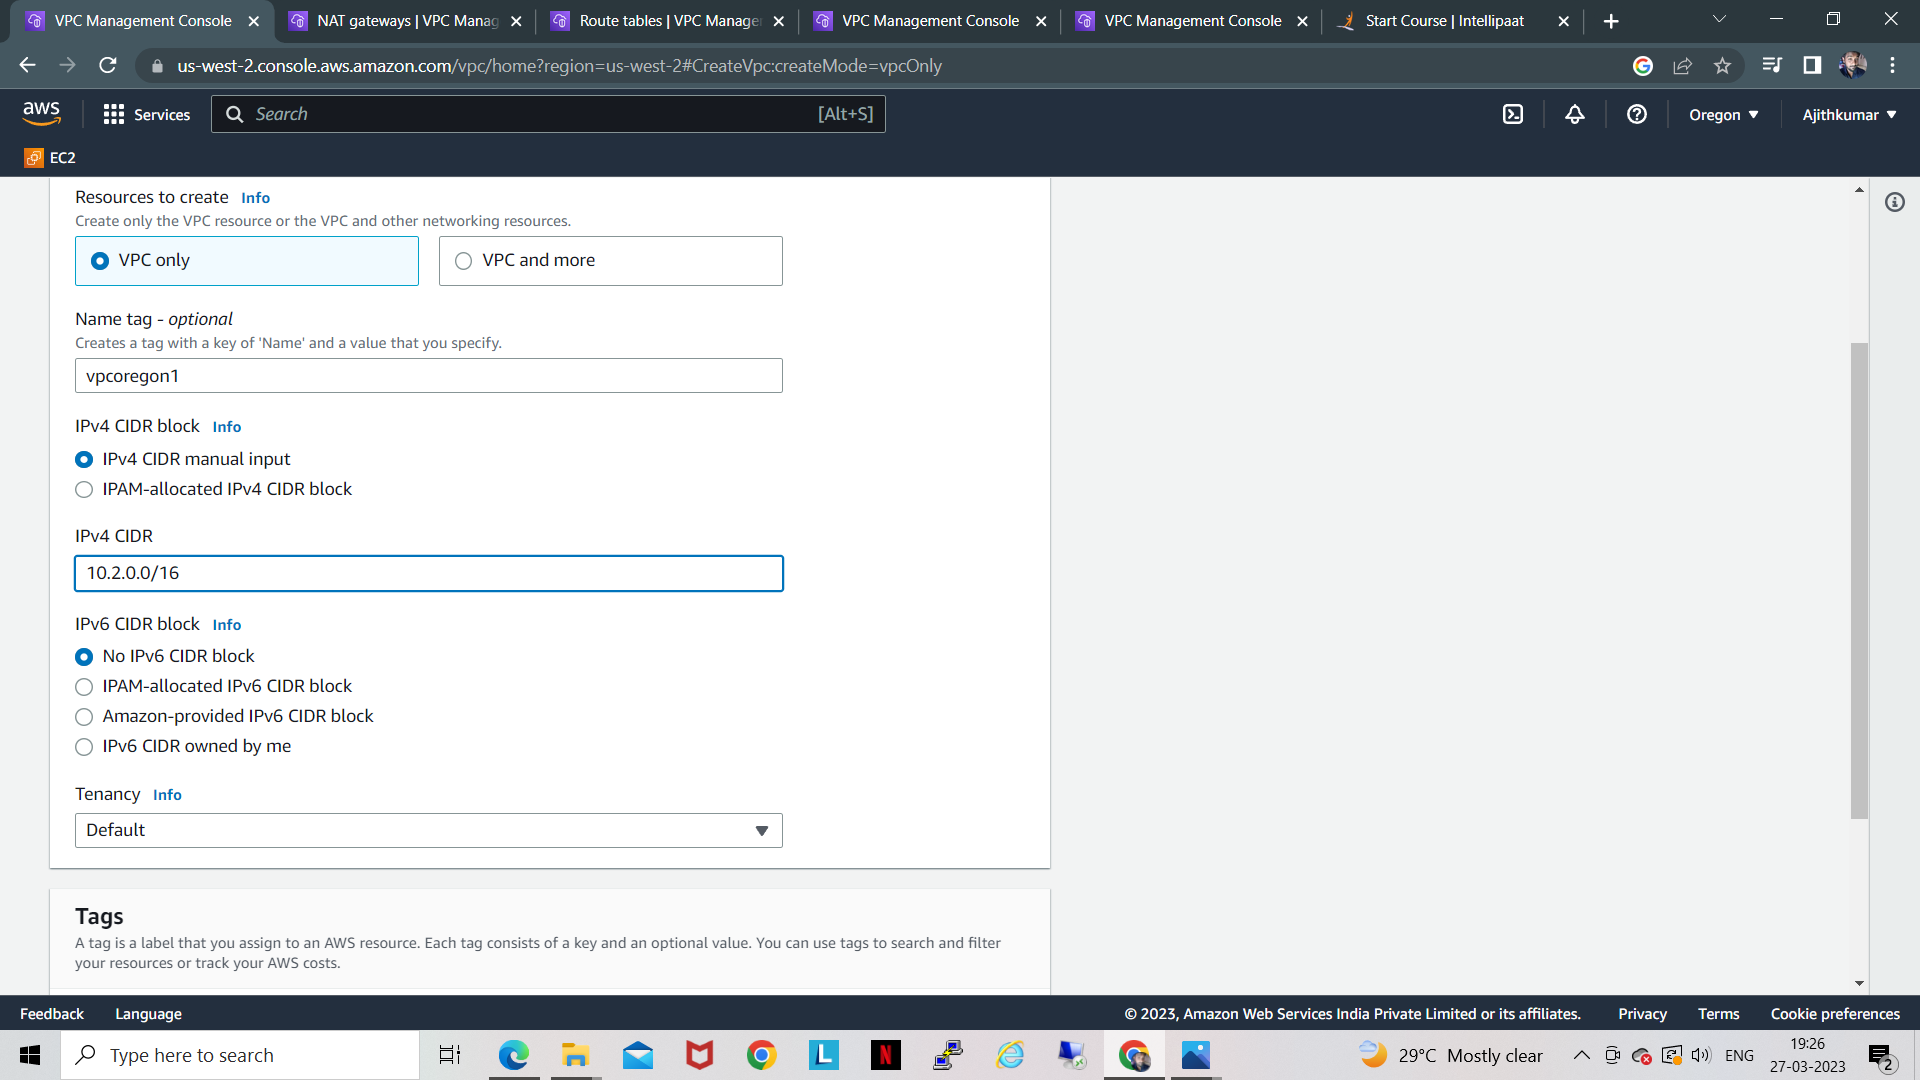 VPC Management Console
NAT gateways | VPC Manag
Route tables | VPC Manage
VPC Management Console
VPC Management Console
Start Course | Intellipaat
us-west-2.console.aws.amazon.com/vpc/home?region=us-west-2#CreateVpc:createMode=vpcOnly
aws
Services
Search
[Alt+S]
Oregon
Ajithkumar
EC2
Resources to create Info
Create only the VPC resource or the VPC and other networking resources.
VPC only
VPC and more
Name tag - optional
Creates a tag with a key of 'Name' and a value that you specify.
vpcoregon1
IPv4 CIDR block Info
IPv4 CIDR manual input
IPAM-allocated IPv4 CIDR block
IPv4 CIDR
10.2.0.0/16
IPv6 CIDR block Info
No IPv6 CIDR block
IPAM-allocated IPv6 CIDR block
Amazon-provided IPv6 CIDR block
IPv6 CIDR owned by me
Tenancy Info
Default
Tags
A tag is a label that you assign to an AWS resource. Each tag consists of a key and an optional value. You can use tags to search and filter
your resources or track your AWS costs.
Feedback
Language
© 2023, Amazon Web Services India Private Limited or its affiliates.
Privacy
Terms
Cookie preferences
Type here to search
L
N
29°C Mostly clear
ENG
19:26
27-03-2023
2